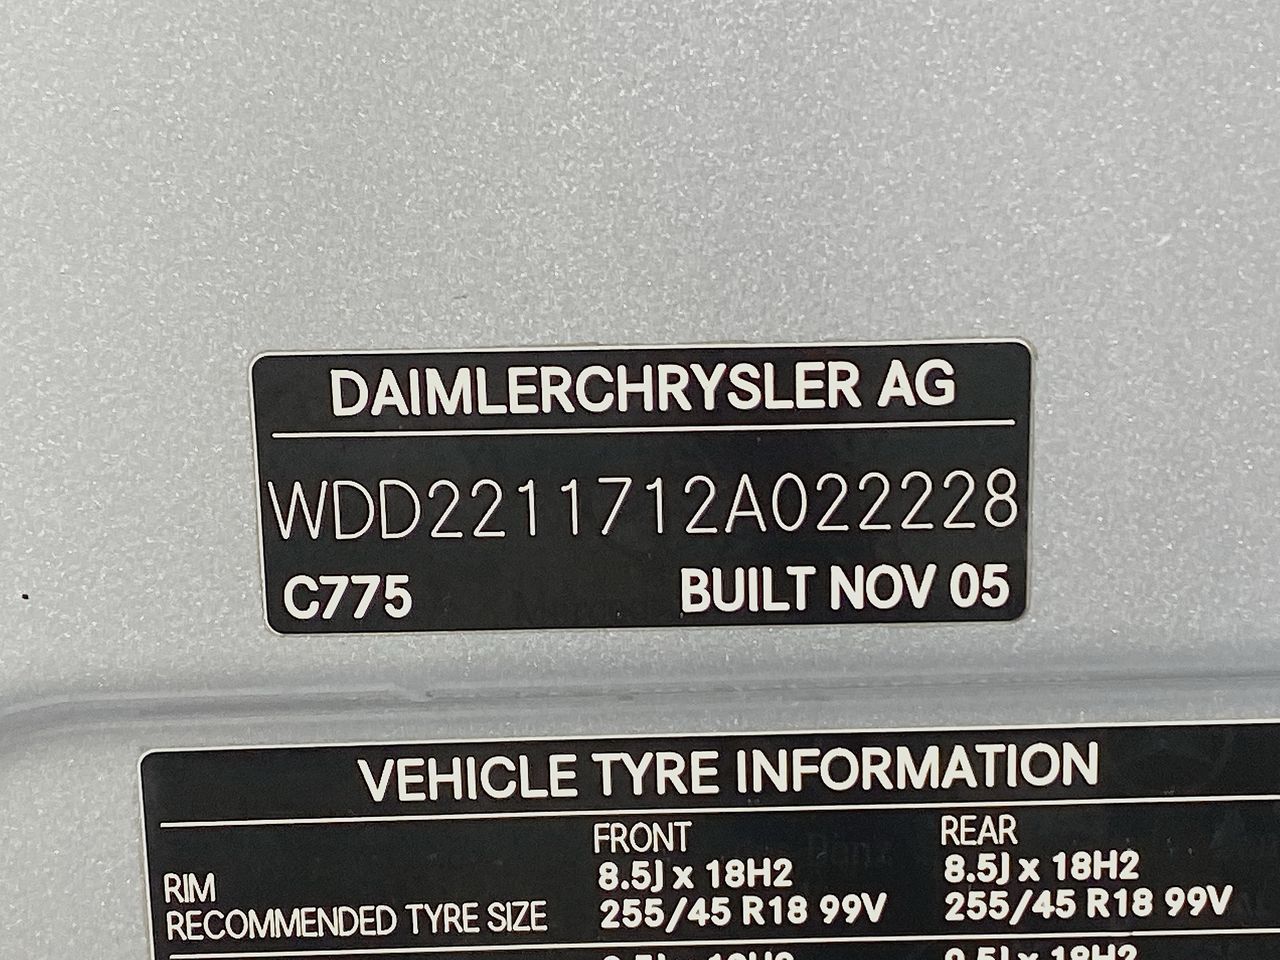 DAIMLERCHRYSLER AG
WDD2211712A022228
C775 BUILT NOV 05
VEHICLE TYRE INFORMATION
FRONT REAR
RIM 8.5J x 18H2 8.5J x 18H2
RECOMMENDED TYRE SIZE 255/45 R18 99V 255/45 R18 99V